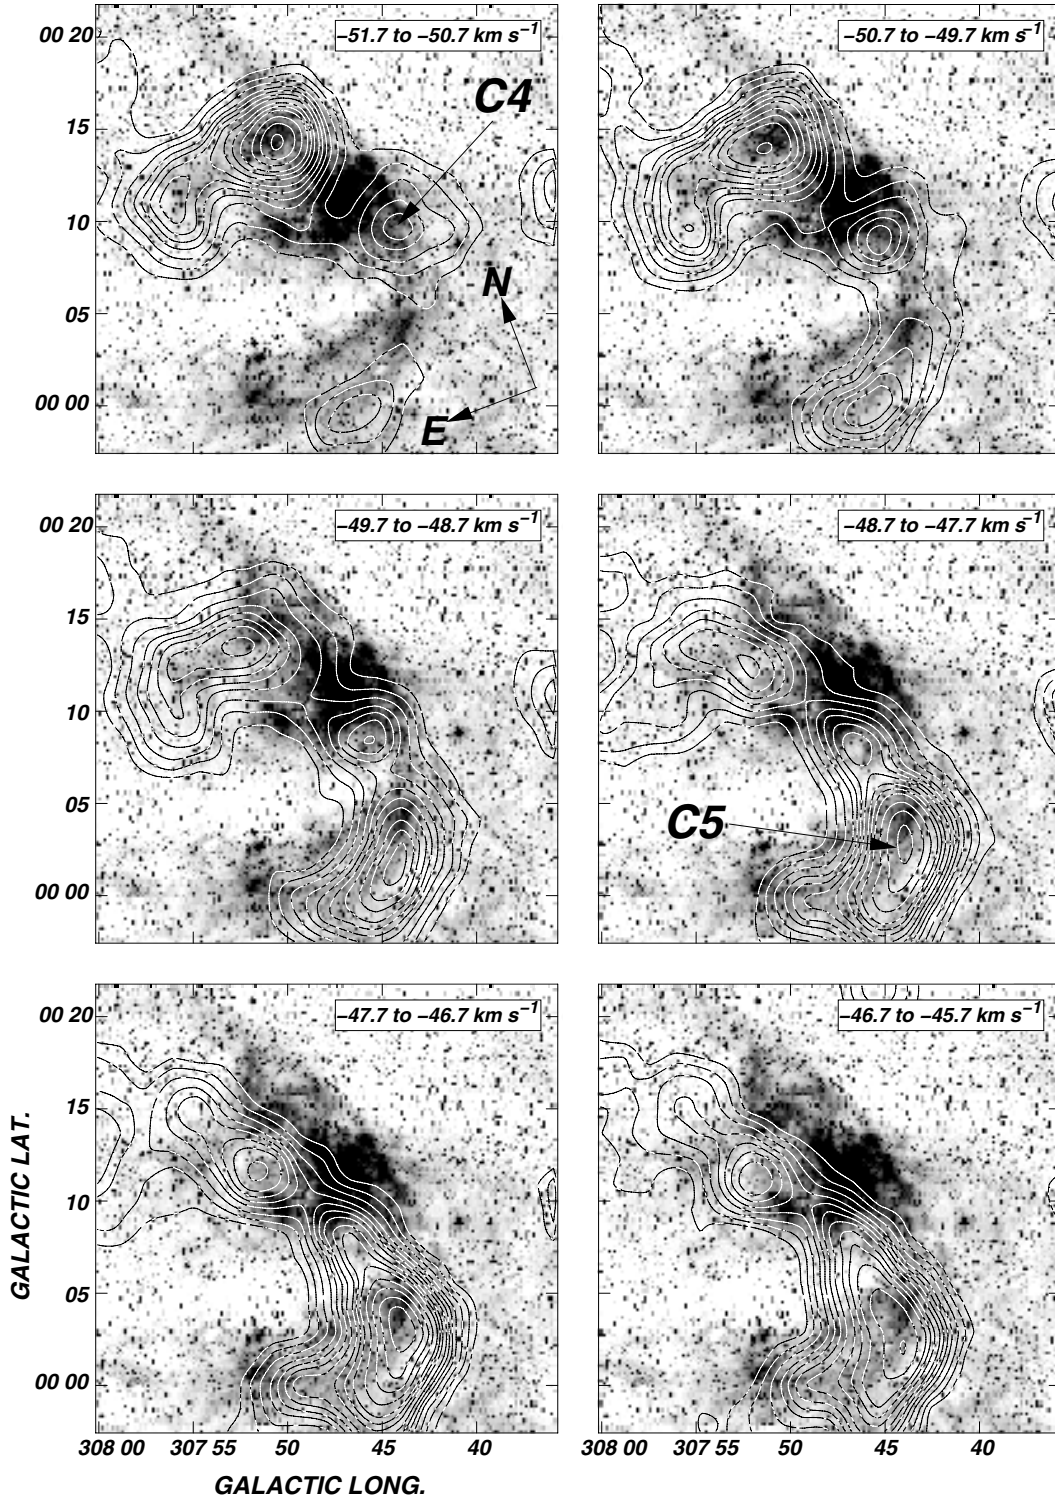 −51.7 to −50.7 km s−1
−50.7 to −49.7 km s−1
00 20
15
10
05
00 00
C4
N
E
−49.7 to −48.7 km s−1
−48.7 to −47.7 km s−1
00 20
15
10
05
00 00
C5
−47.7 to −46.7 km s−1
−46.7 to −45.7 km s−1
00 20
15
10
05
00 00
GALACTIC LAT.
308 00 307 55 50 45 40
308 00 307 55 50 45 40
GALACTIC LONG.